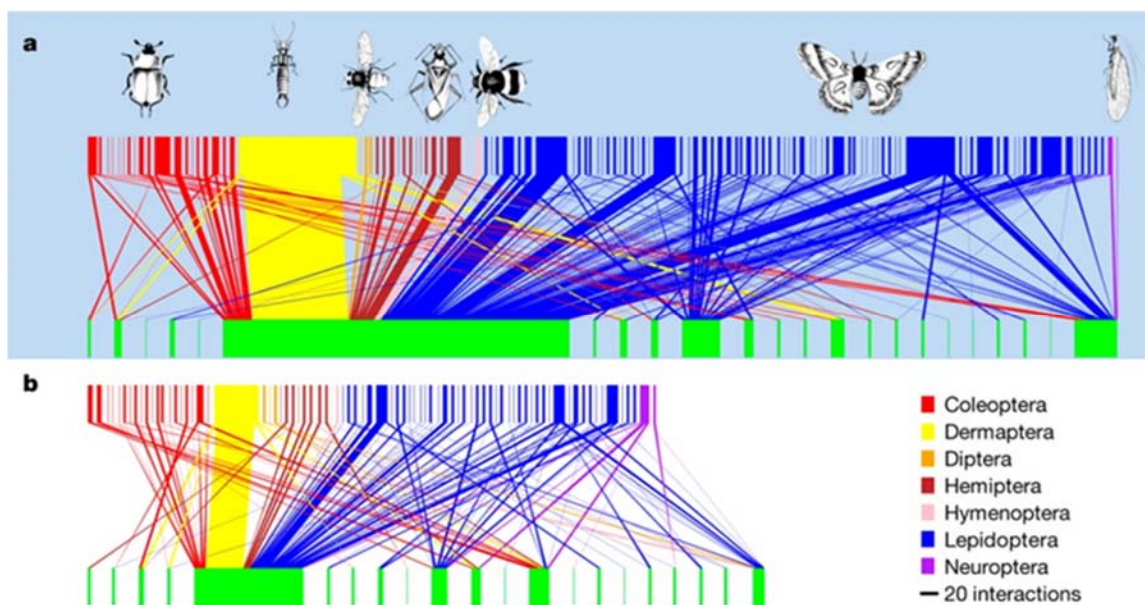 a
b
Coleoptera
Dermaptera
Diptera
Hemiptera
Hymenoptera
Lepidoptera
Neuroptera
20 interactions